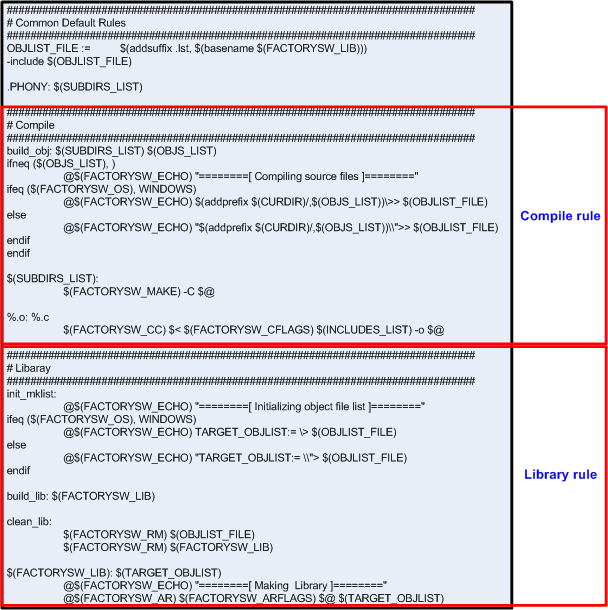 ##############################################################################
# Common Default Rules
##############################################################################
OBJLIST_FILE := $(addsuffix .lst, $(basename $(FACTORYSW_LIB)))
-include $(OBJLIST_FILE)
.PHONY: $(SUBDIRS_LIST)
##############################################################################
# Compile
##############################################################################
build_obj: $(SUBDIRS_LIST) $(OBJS_LIST)
ifneq ($(OBJS_LIST), )
@$(FACTORYSW_ECHO) "========[ Compiling source files ]========"
ifeq ($(FACTORYSW_OS), WINDOWS)
@$(FACTORYSW_ECHO) $(addprefix $(CURDIR)/,$(OBJS_LIST))\>> $(OBJLIST_FILE)
else
@$(FACTORYSW_ECHO) "$(addprefix $(CURDIR)/,$(OBJS_LIST))\\">> $(OBJLIST_FILE)
endif
endif
Compile rule
$(SUBDIRS_LIST):
$(FACTORYSW_MAKE) -C $@
%.o: %.c
$(FACTORYSW_CC) $< $(FACTORYSW_CFLAGS) $(INCLUDES_LIST) -o $@
##############################################################################
# Libaray
##############################################################################
init_mklist:
@$(FACTORYSW_ECHO) "========[ Initializing object file list ]========"
ifeq ($(FACTORYSW_OS), WINDOWS)
@$(FACTORYSW_ECHO) TARGET_OBJLIST:= \> $(OBJLIST_FILE)
else
@$(FACTORYSW_ECHO) "TARGET_OBJLIST:= \\"> $(OBJLIST_FILE)
endif
Library rule
build_lib: $(FACTORYSW_LIB)
clean_lib:
$(FACTORYSW_RM) $(OBJLIST_FILE)
$(FACTORYSW_RM) $(FACTORYSW_LIB)
$(FACTORYSW_LIB): $(TARGET_OBJLIST)
@$(FACTORYSW_ECHO) "========[ Making Library ]========"
@$(FACTORYSW_AR) $(FACTORYSW_ARFLAGS) $@ $(TARGET_OBJLIST)